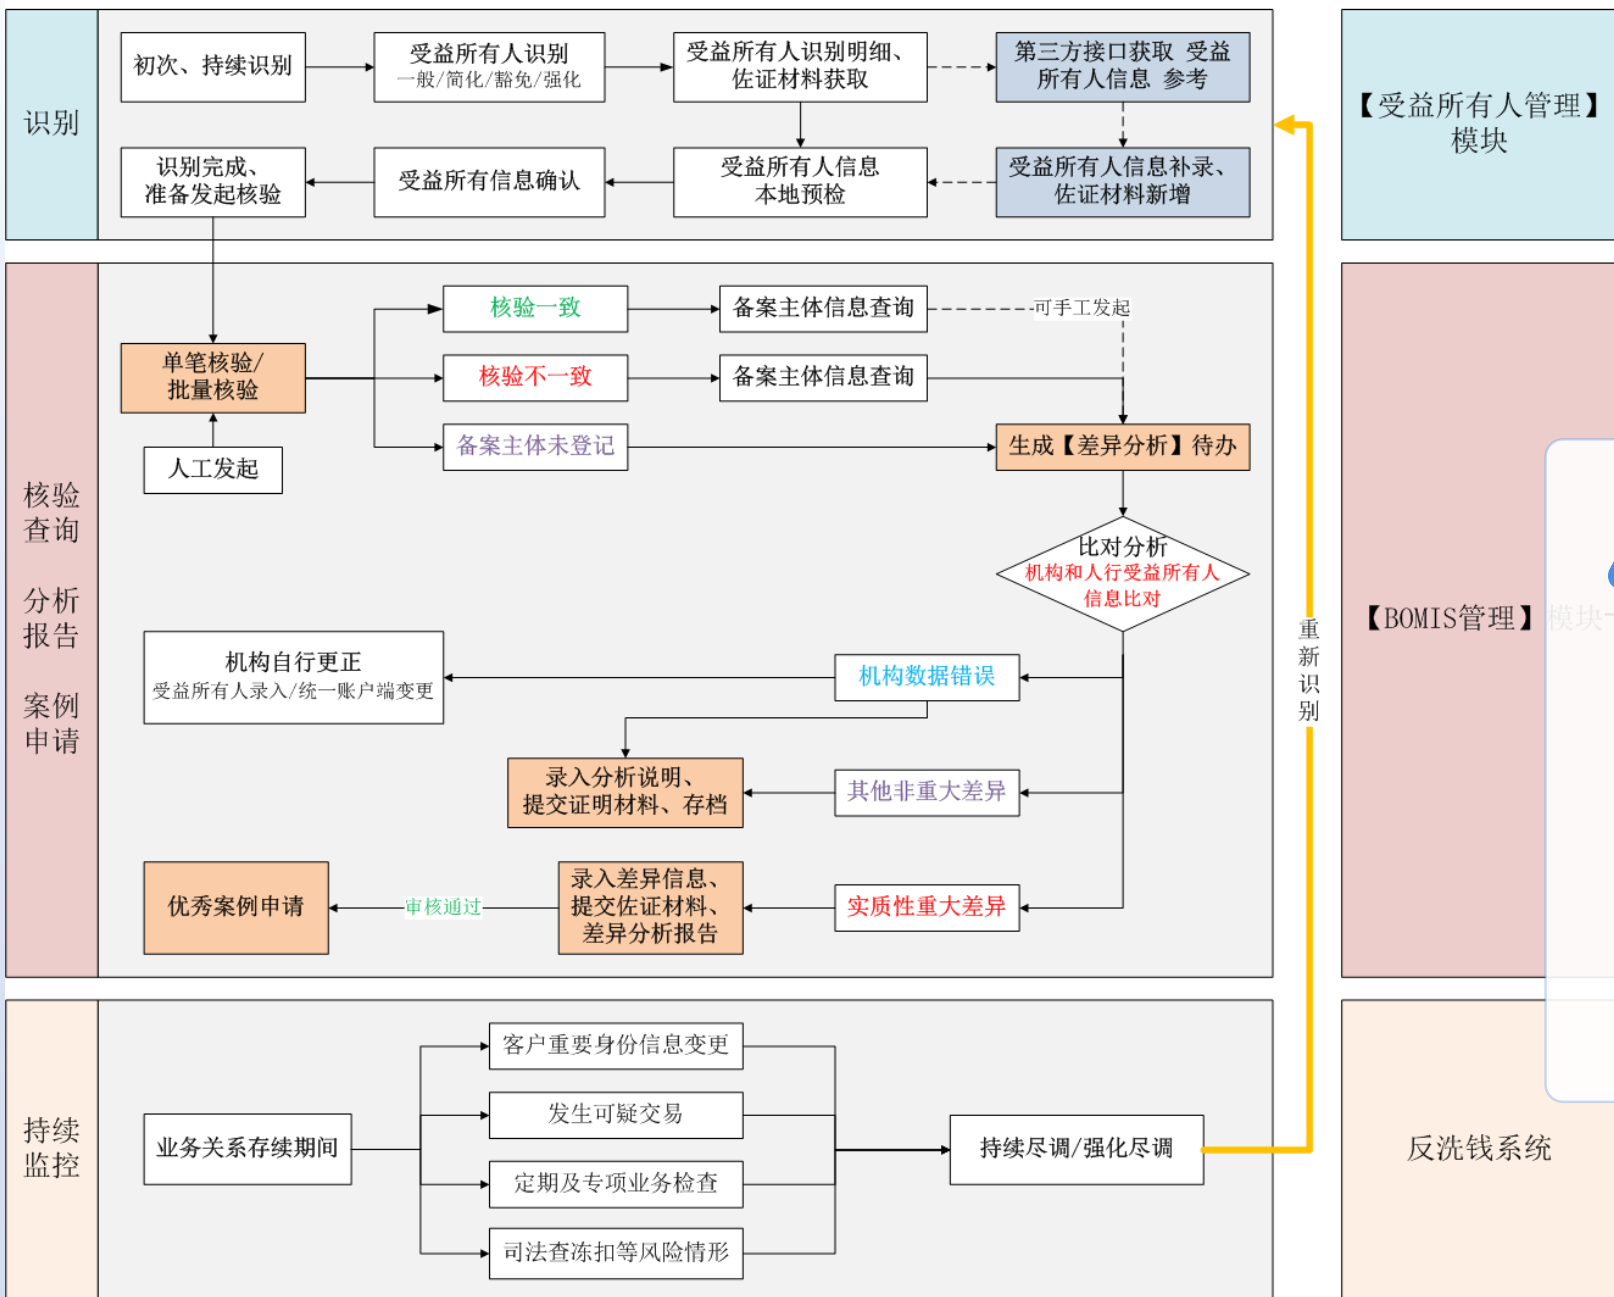 识别
初次、持续识别
受益所有人识别
一般/简化/豁免/强化
受益所有人识别明细、
佐证材料获取
第三方接口获取 受益
所有人信息 参考
识别完成、
准备发起核验
受益所有信息确认
受益所有人信息
本地预检
受益所有人信息补录、
佐证材料新增
【受益所有人管理】
模块
核验
查询
分析
报告
案例
申请
核验一致
备案主体信息查询
可手工发起
单笔核验/
批量核验
核验不一致
备案主体信息查询
人工发起
备案主体未登记
生成【差异分析】待办
比对分析
机构和人行受益所有人
信息比对
机构自行更正
受益所有人录入/统一账户端变更
机构数据错误
录入分析说明、
提交证明材料、存档
其他非重大差异
优秀案例申请
审核通过
录入差异信息、
提交佐证材料、
差异分析报告
实质性重大差异
重
新
识
别
【BOMIS管理】模块
持续
监控
业务关系存续期间
客户重要身份信息变更
发生可疑交易
定期及专项业务检查
司法查冻扣等风险情形
持续尽调/强化尽调
反洗钱系统